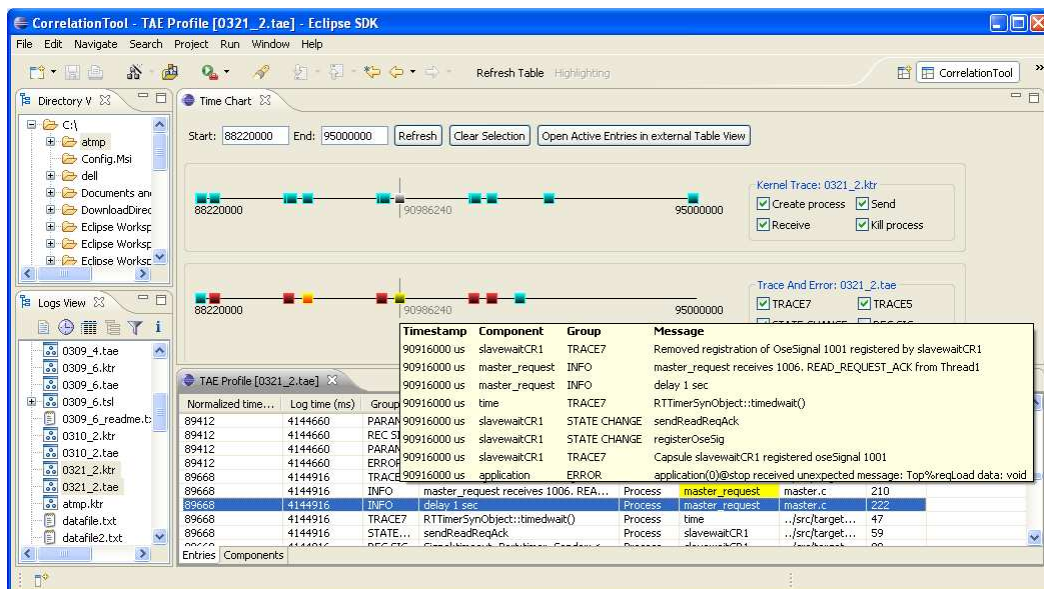 CorrelationTool - TAE Profile [0321_2.tae] - Eclipse SDK
File Edit Navigate Search Project Run Window Help
Refresh Table Highlighting
CorrelationTool
Directory V
Time Chart
C:\
atmp
Config.Msi
dell
Documents an
DownloadDirec
Eclipse Worksp
Eclipse Worksp
Eclipse Worksp
Start: 88220000 End: 95000000 Refresh Clear Selection Open Active Entries in external Table View
88220000 90986240 95000000
Kernel Trace: 0321_2.ktr
Create process Send
Receive Kill process
88220000 90986240 95000000
Trace And Error: 0321_2.tae
TRACE7 TRACE5
Logs View
0309_4.tae
0309_6.ktr
0309_6.tae
0309_6.tsl
0309_6_readme.t
0310_2.ktr
0310_2.tae
0321_2.ktr
0321_2.tae
atmp.ktr
datafile.txt
datafile2.txt
Timestamp Component Group Message
90916000 us slavewaitCR1 TRACE7 Removed registration of OseSignal 1001 registered by slavewaitCR1
90916000 us master_request INFO master_request receives 1006. READ_REQUEST_ACK from Thread1
90916000 us master_request INFO delay 1 sec
90916000 us time TRACE7 RTTimerSynObject::timedwait()
90916000 us slavewaitCR1 STATE CHANGE sendReadReqAck
90916000 us slavewaitCR1 STATE CHANGE registerOseSig
90916000 us slavewaitCR1 TRACE7 Capsule slavewaitCR1 registered oseSignal 1001
90916000 us application ERROR application(0)@stop received unexpected message: Top%reqLoad data: void
TAE Profile [0321_2.tae]
Normalized time... Log time (ms) Group
89412 4144660 PARAM
89412 4144660 REC SI
89412 4144660 PARAM
89412 4144660 ERROR
89668 4144916 TRACE
89668 4144916 INFO master_request receives 1006. REA... Process master_request master.c 210
89668 4144916 INFO delay 1 sec Process master_request master.c 222
89668 4144916 TRACE7 RTTimerSynObject::timedwait() Process time ../src/target... 47
89668 4144916 STATE... sendReadReqAck Process slavewaitCR1 ../src/target... 59
Entries Components